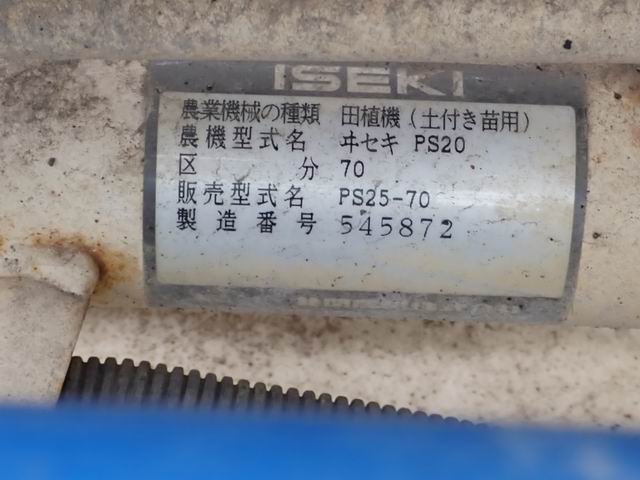 ISEKI
農業機械の種類 田植機(土付き苗用)
農機型式名 ヰセキ PS20
区分 70
販売型式名 PS25-70
製造番号 545872